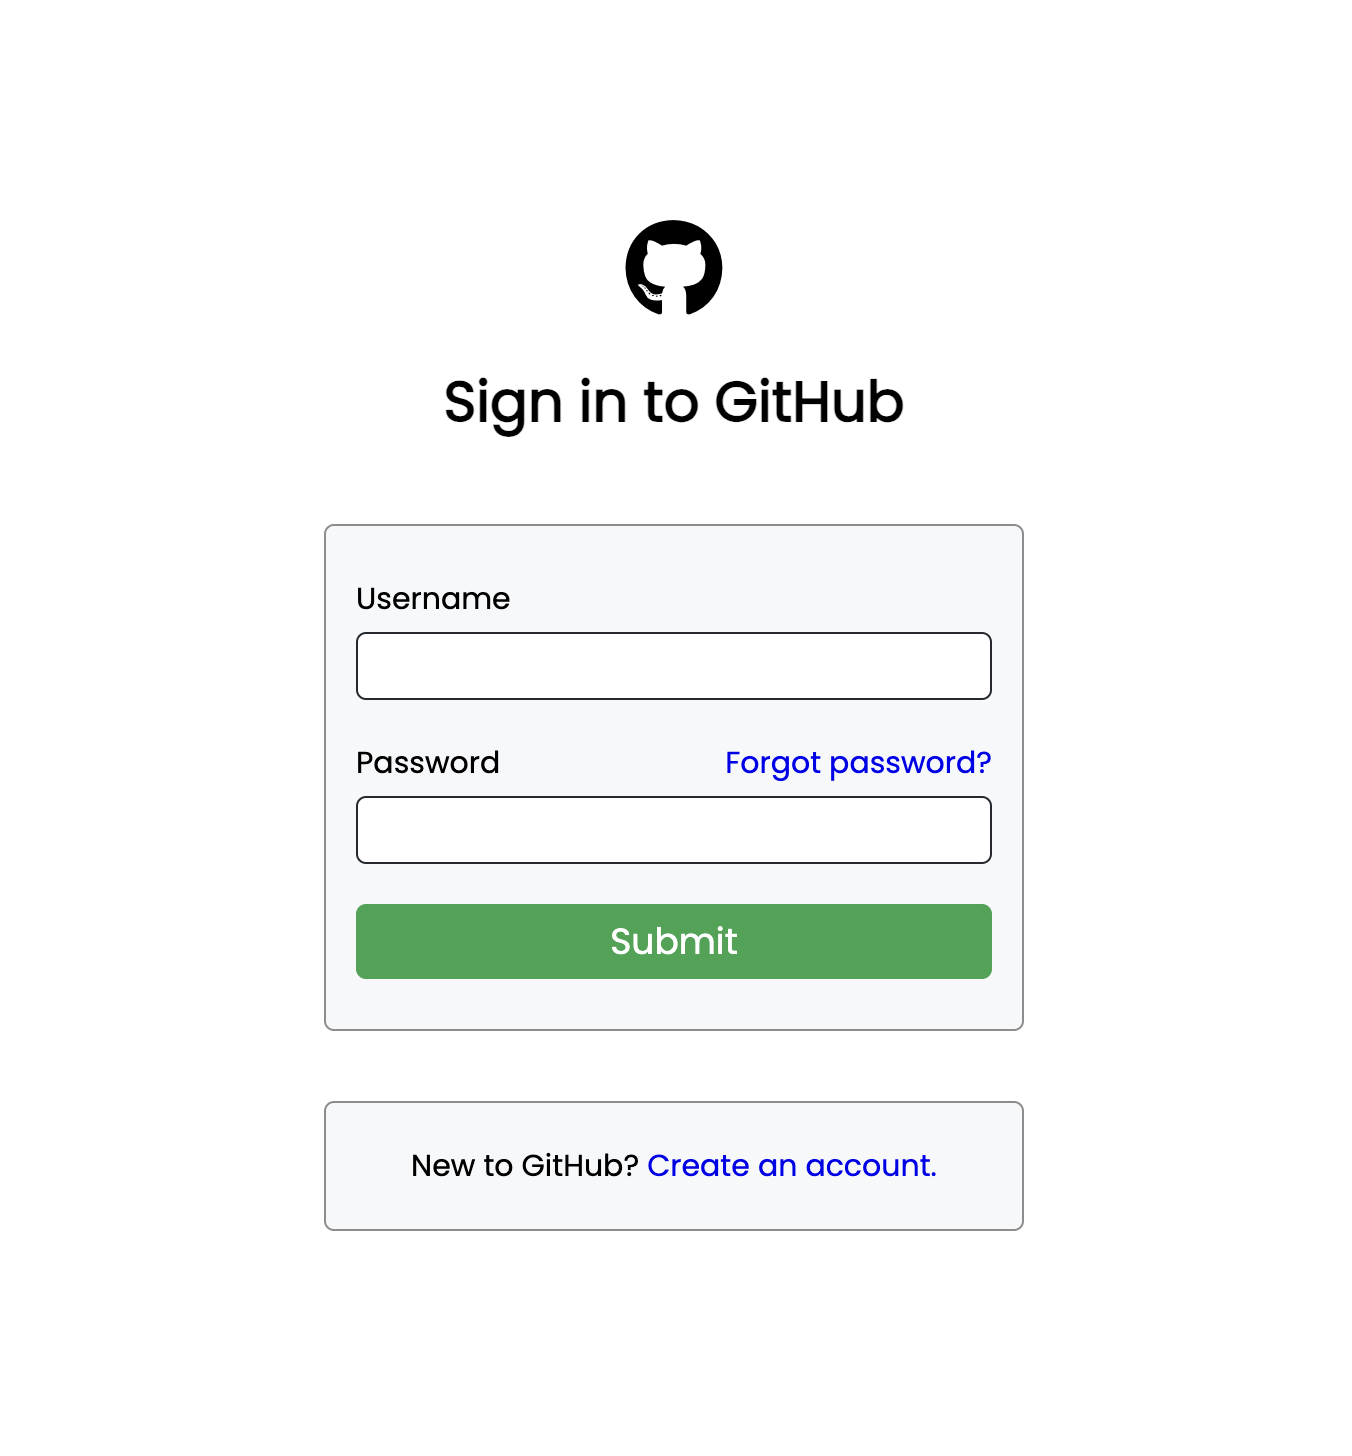 Sign in to GitHub
Username
Password Forgot password?
Submit
New to GitHub? Create an account.